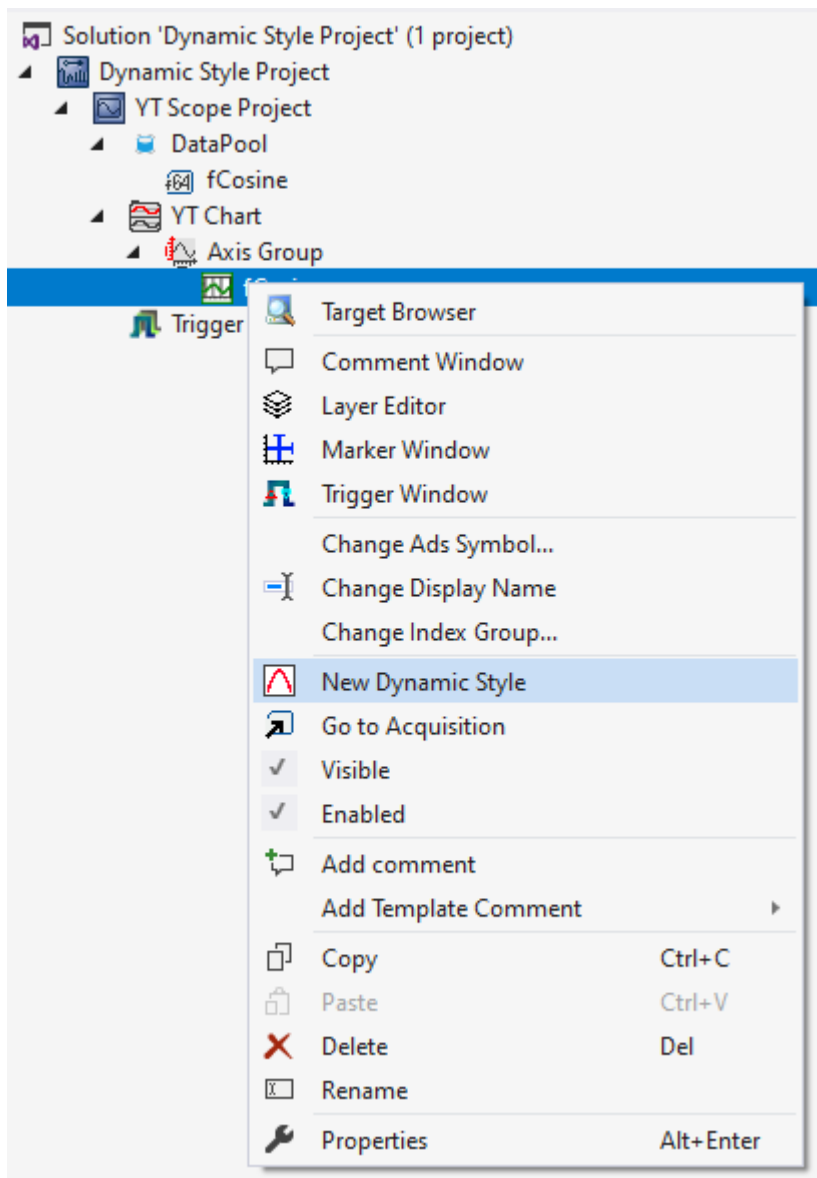 Solution 'Dynamic Style Project' (1 project)
Dynamic Style Project
YT Scope Project
DataPool
f64 fCosine
YT Chart
Axis Group
Trigger
Target Browser
Comment Window
Layer Editor
Marker Window
Trigger Window
Change Ads Symbol...
Change Display Name
Change Index Group...
New Dynamic Style
Go to Acquisition
Visible
Enabled
Add comment
Add Template Comment
Copy Ctrl+C
Paste Ctrl+V
Delete Del
Rename
Properties Alt+Enter